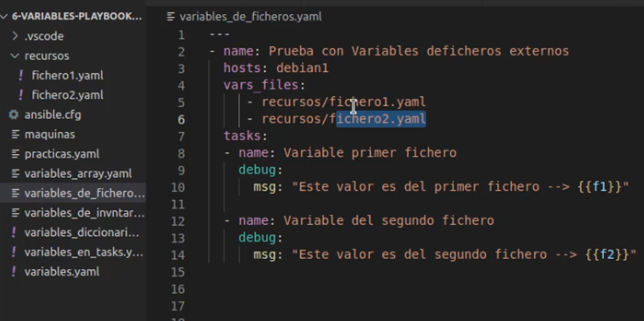 6-VARIABLES-PLAYBOOK...
.vscode
recursos
! fichero1.yaml
! fichero2.yaml
ansible.cfg
maquinas
practicas.yaml
variables_array.yaml
variables_de_fichero...
variables_de_invntar...
! variables_diccionari...
! variables_en_tasks.y...
! variables.yaml
variables_de_ficheros.yaml
1 ---
2 - name: Prueba con Variables deficheros externos
3 hosts: debian1
4 vars_files:
5 - recursos/fichero1.yaml
6 - recursos/fichero2.yaml
7 tasks:
8 - name: Variable primer fichero
9 debug:
10 msg: "Este valor es del primer fichero --> {{f1}}"
11
12 - name: Variable del segundo fichero
13 debug:
14 msg: "Este valor es del segundo fichero --> {{f2}}"
15
16
17